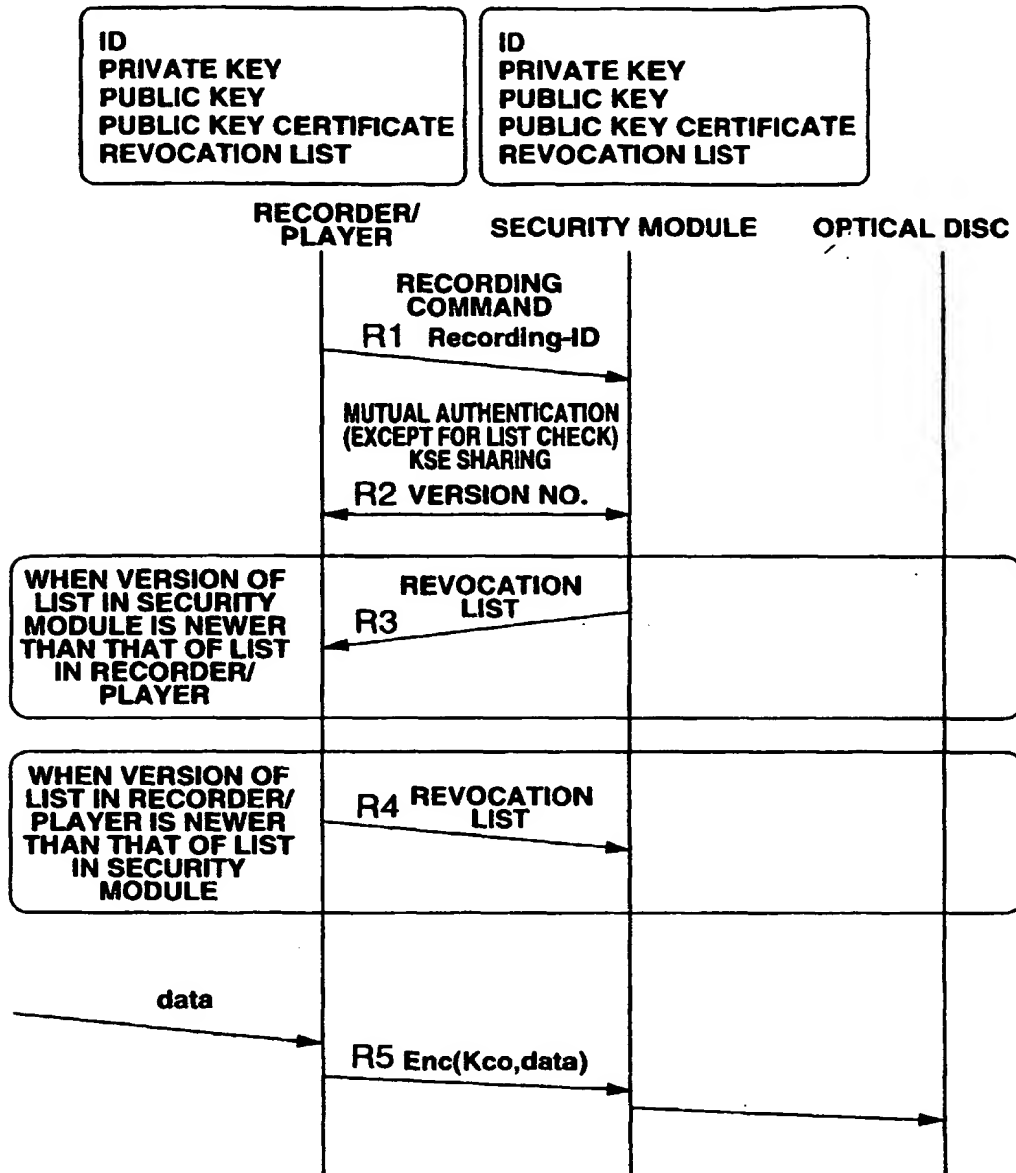 ID
PRIVATE KEY
PUBLIC KEY
PUBLIC KEY CERTIFICATE
REVOCATION LIST
ID
PRIVATE KEY
PUBLIC KEY
PUBLIC KEY CERTIFICATE
REVOCATION LIST
RECORDER/
PLAYER
SECURITY MODULE
OPTICAL DISC
RECORDING
COMMAND
R1 Recording-ID
MUTUAL AUTHENTICATION
(EXCEPT FOR LIST CHECK)
KSE SHARING
R2 VERSION NO.
WHEN VERSION OF
LIST IN SECURITY
MODULE IS NEWER
THAN THAT OF LIST
IN RECORDER/
PLAYER
REVOCATION
LIST
R3
WHEN VERSION OF
LIST IN RECORDER/
PLAYER IS NEWER
THAN THAT OF LIST
IN SECURITY
MODULE
R4 REVOCATION
LIST
data
R5 Enc(Kco,data)